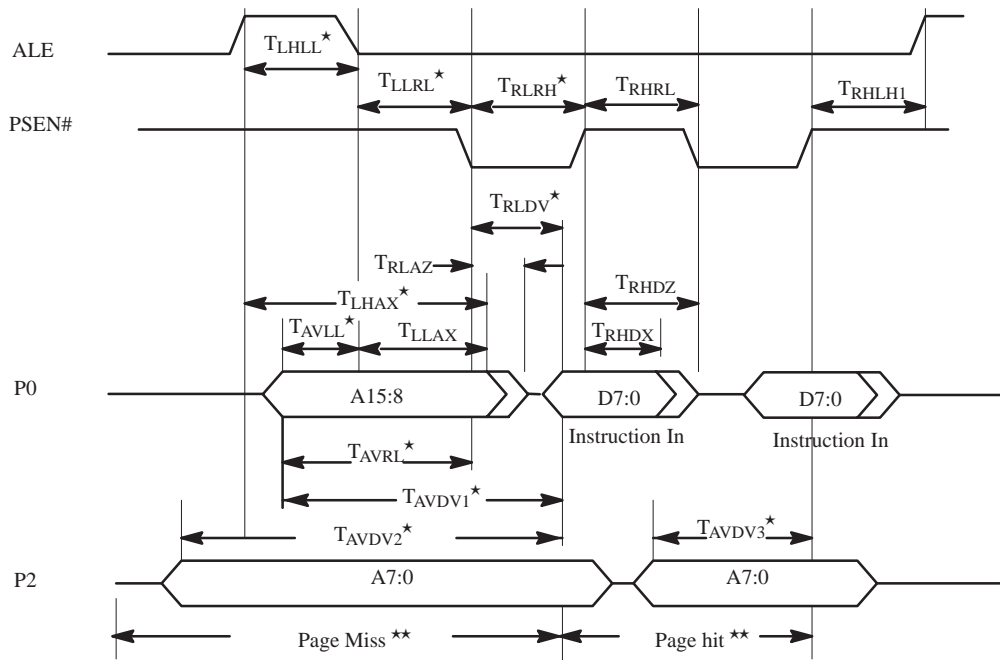 ALE
T_LHLL★
T_LLRL★ T_RLRH★ T_RHRL T_RHLH1
PSEN#
T_RLDV★
T_RLAZ
T_LHAX★ T_RHDZ
T_AVLL★ T_LLAX T_RHDX
P0 A15:8 D7:0 D7:0
Instruction In Instruction In
T_AVRL★
T_AVDV1★
T_AVDV2★ T_AVDV3★
P2 A7:0 A7:0
Page Miss ★★ Page hit ★★